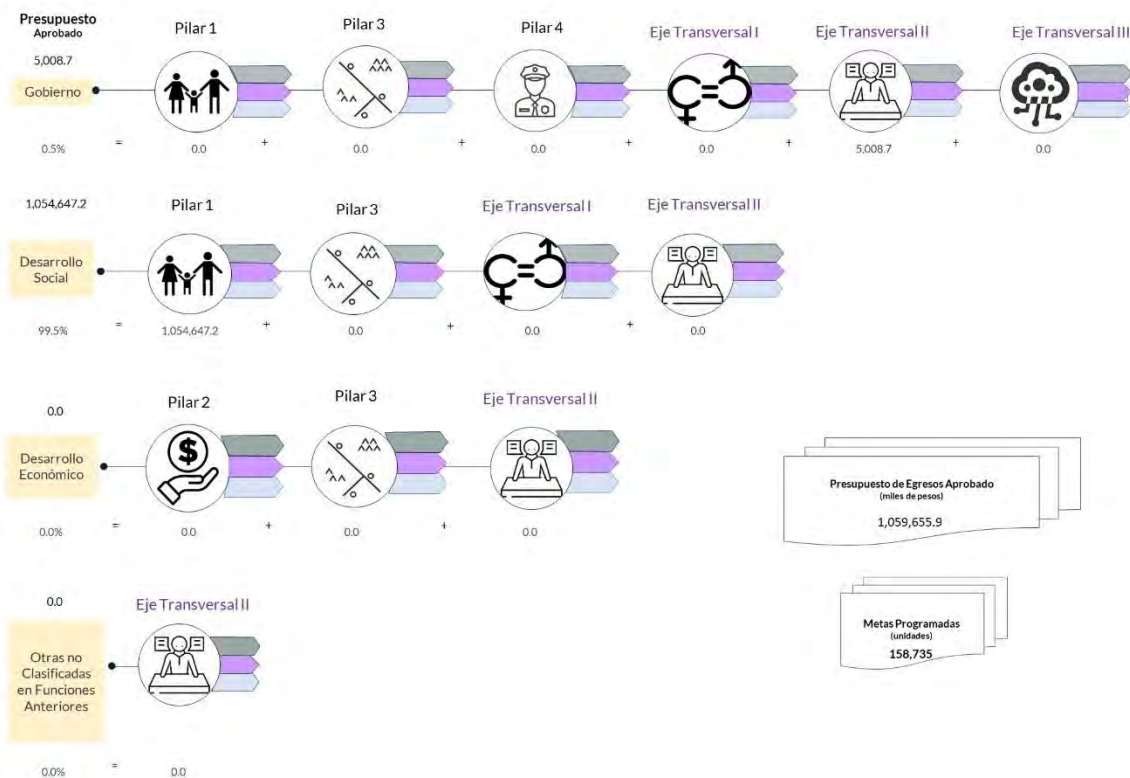 Presupuesto
Aprobado
Pilar 1
Pilar 3
Pilar 4
Eje Transversal I
Eje Transversal II
Eje Transversal III
5,008.7
Gobierno
0.5%
=
0.0
+
0.0
+
0.0
+
0.0
+
5,008.7
+
0.0
1,054,647.2
Pilar 1
Pilar 3
Eje Transversal I
Eje Transversal II
Desarrollo
Social
99.5%
=
1,054,647.2
+
0.0
+
0.0
+
0.0
0.0
Pilar 2
Pilar 3
Eje Transversal II
$
Desarrollo
Económico
0.0%
=
0.0
+
0.0
+
0.0
Presupuesto de Egresos Aprobado
(miles de pesos)
1,059,655.9
Metas Programadas
(unidades)
158,735
0.0
Eje Transversal II
Otras no
Clasificadas
en Funciones
Anteriores
0.0%
=
0.0